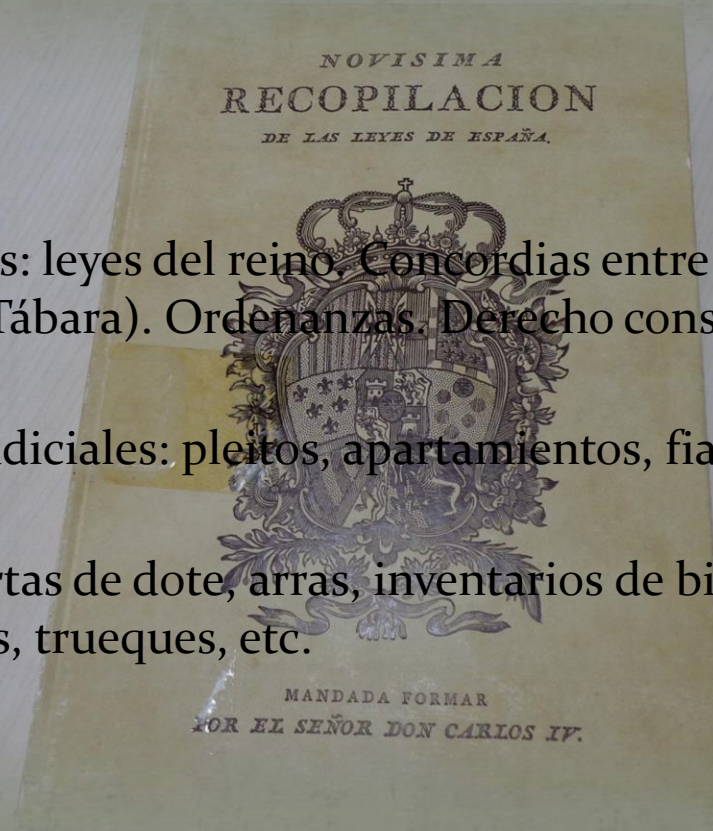 NOVISIMA
RECOPILACION
DE LAS LEYES DE ESPAÑA.
s: leyes del reino. Concordias entre
Tábara). Ordenanzas. Derecho cons
diciales: pleitos, apartamientos, fia
rtas de dote, arras, inventarios de bi
s, trueques, etc.
MANDADA FORMAR
POR EL SEÑOR DON CARLOS IV.